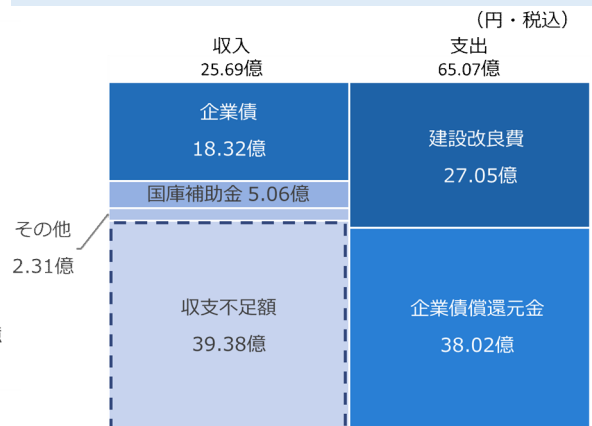 （円・税込）
収入
25.69億
支出
65.07億
企業債
18.32億
国庫補助金 5.06億
その他
2.31億
収支不足額
39.38億
建設改良費
27.05億
企業債償還元金
38.02億